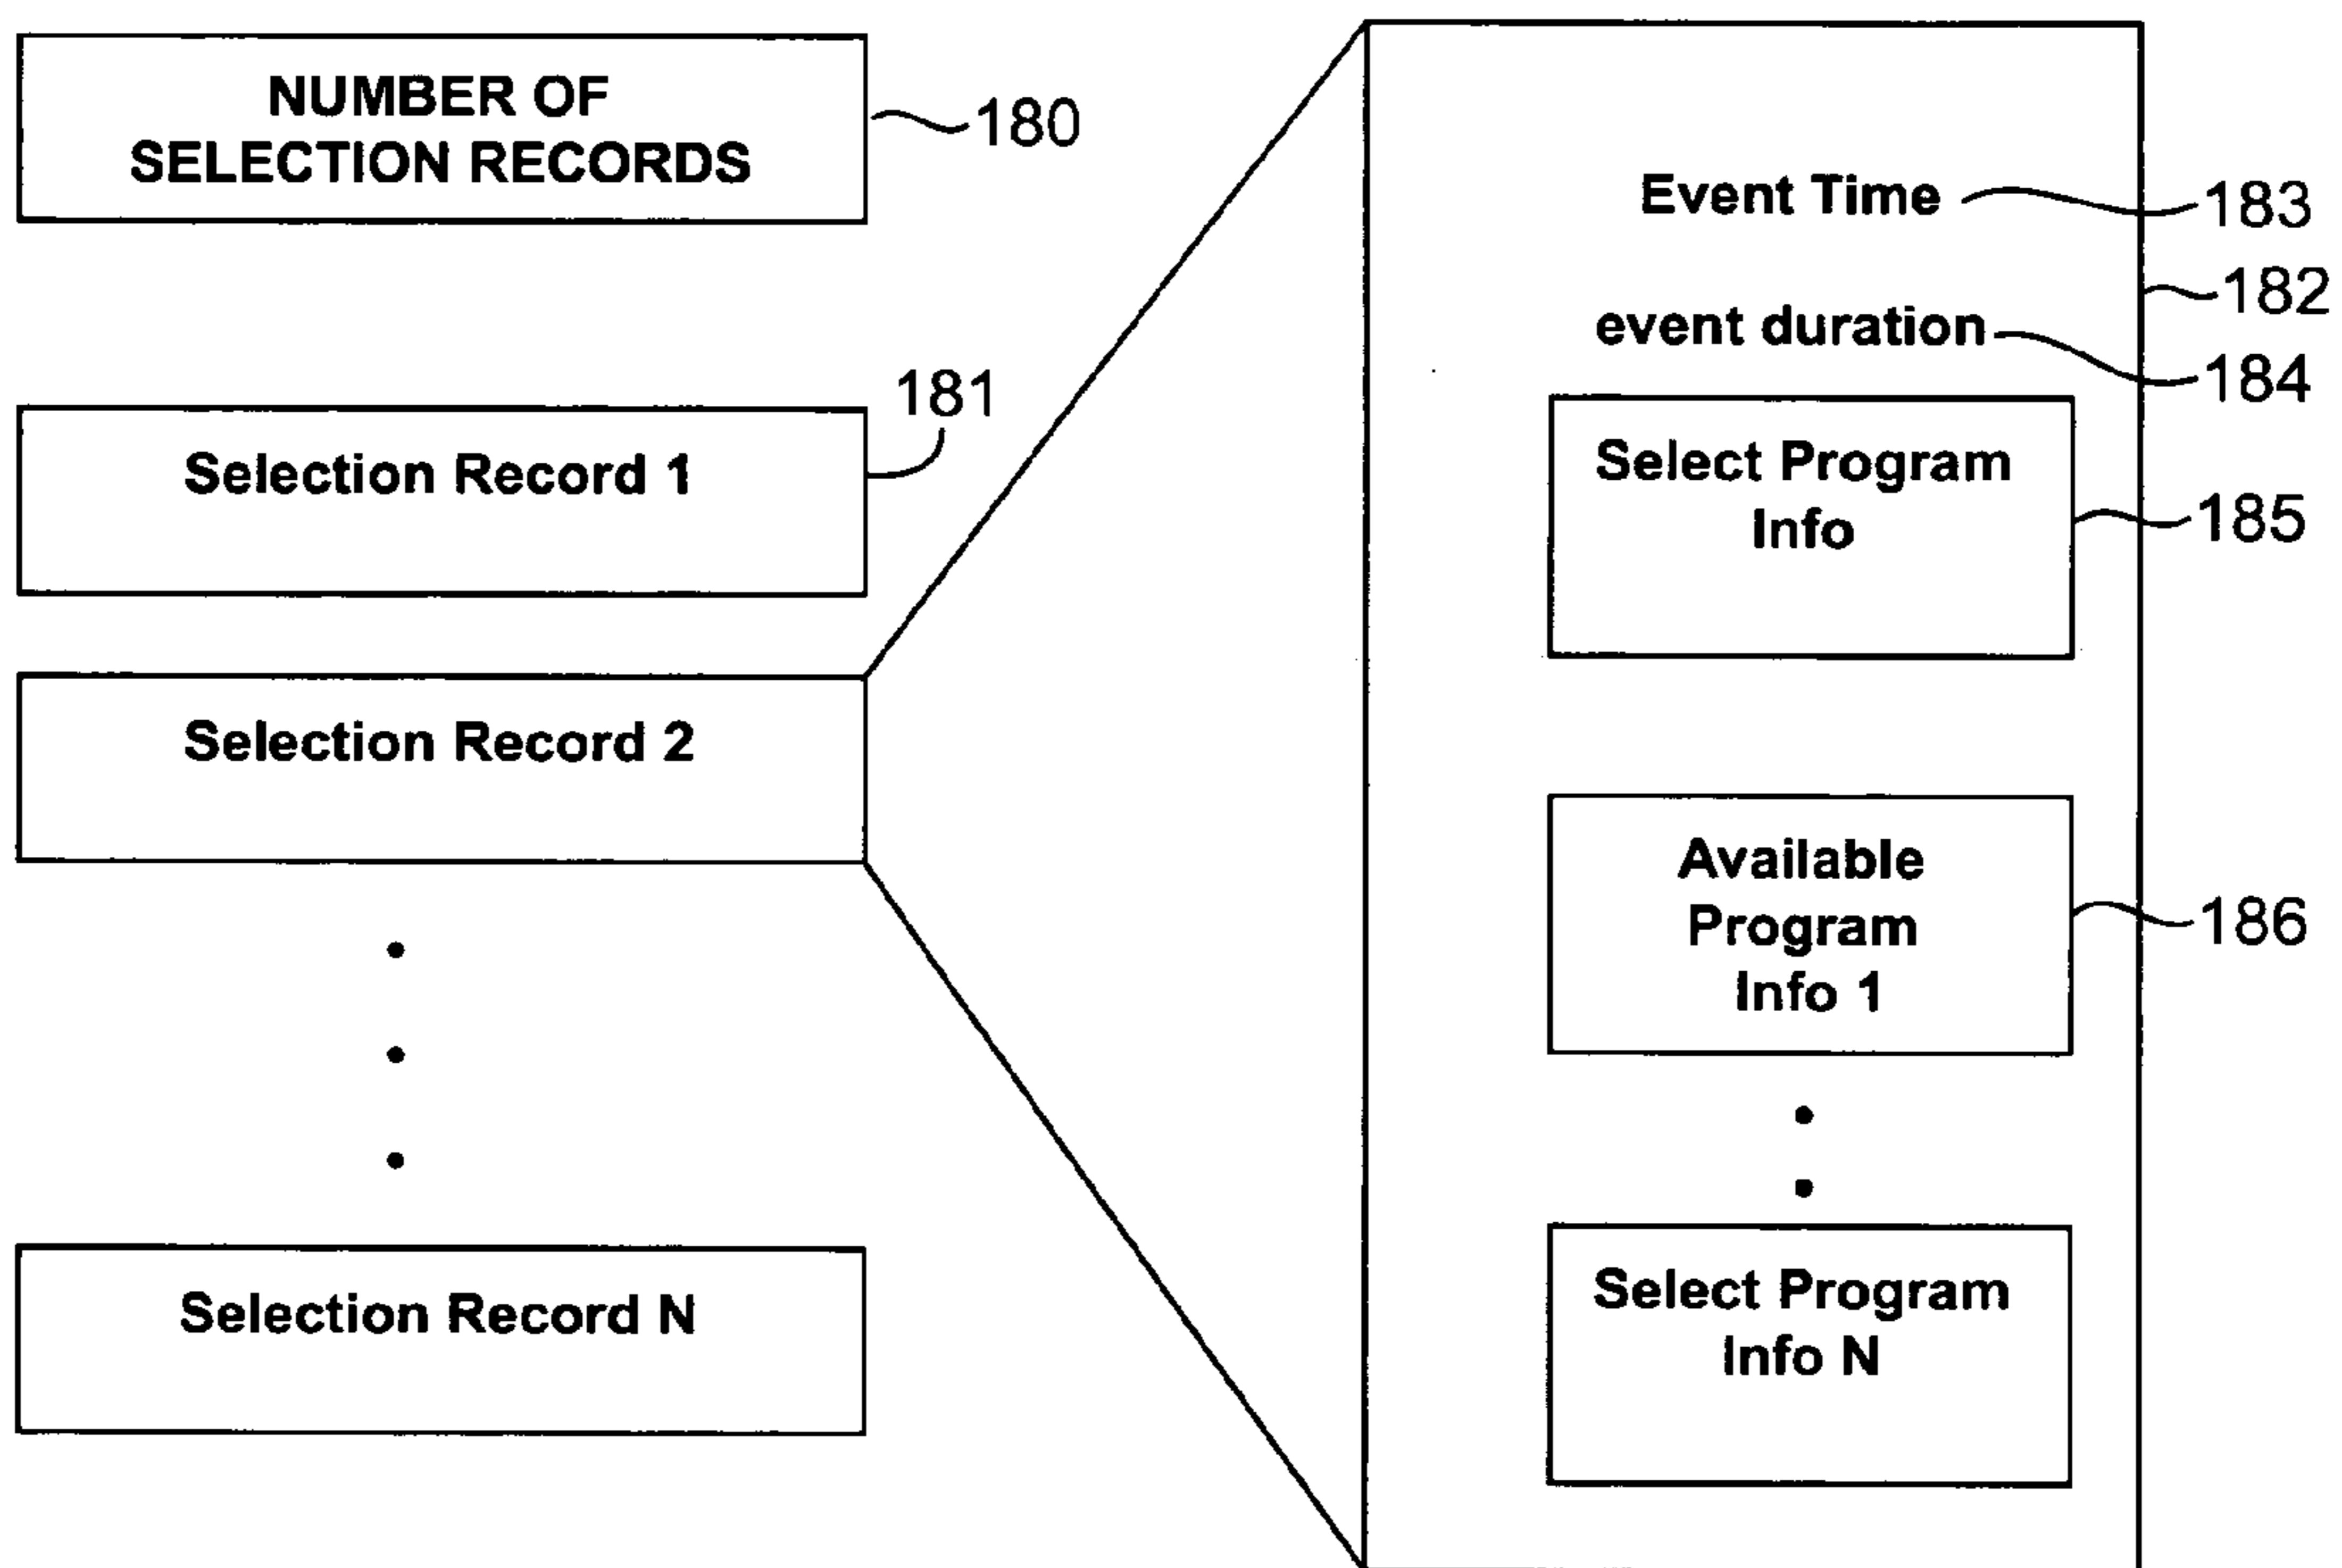 NUMBER OF
SELECTION RECORDS
180
Selection Record 1
181
Selection Record 2
Selection Record N
Event Time
183
182
event duration
184
Select Program
Info
185
Available
Program
Info 1
186
Select Program
Info N